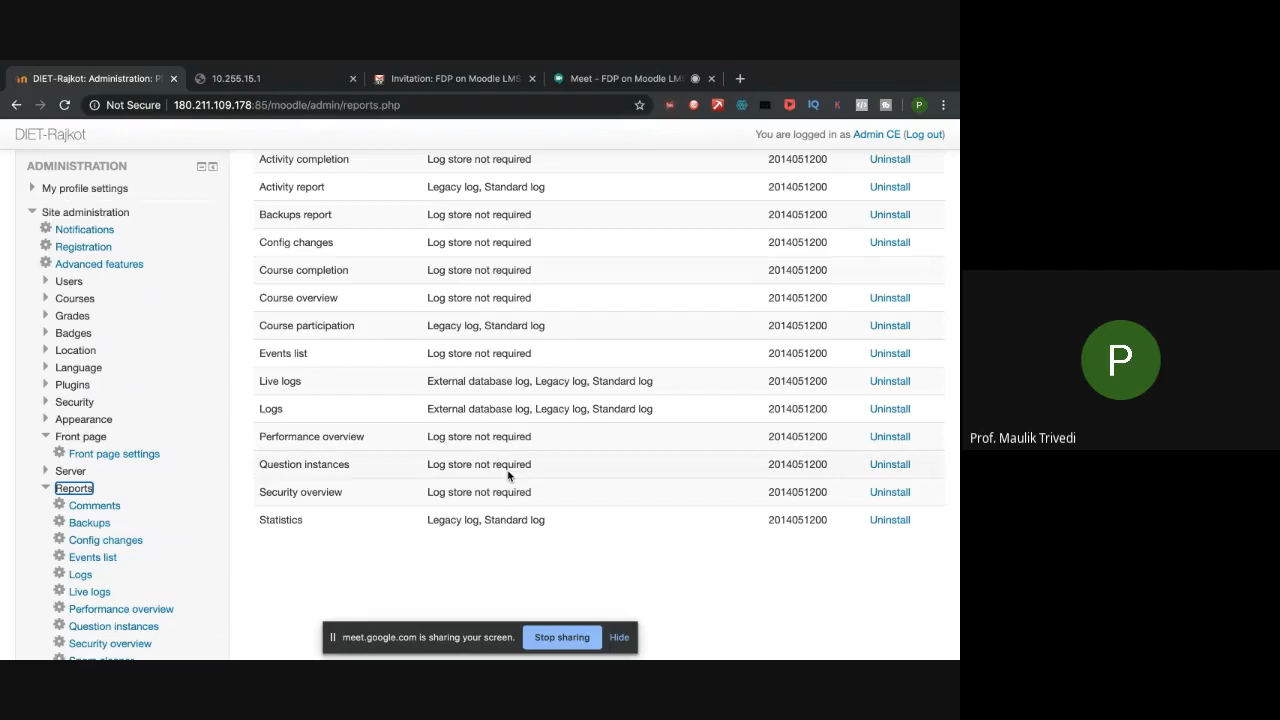 DIET-Rajkot: Administration: P
10.255.15.1
Invitation: FDP on Moodle LMS
Meet - FDP on Moodle LMS
Not Secure
180.211.109.178:85/moodle/admin/reports.php
IQ
K
P
DIET-Rajkot
You are logged in as Admin CE (Log out)
ADMINISTRATION
My profile settings
Site administration
Notifications
Registration
Advanced features
Users
Courses
Grades
Badges
Location
Language
Plugins
Security
Appearance
Front page
Front page settings
Server
Reports
Comments
Backups
Config changes
Events list
Logs
Live logs
Performance overview
Question instances
Security overview
Activity completion Log store not required 2014051200 Uninstall
Activity report Legacy log, Standard log 2014051200 Uninstall
Backups report Log store not required 2014051200 Uninstall
Config changes Log store not required 2014051200 Uninstall
Course completion Log store not required 2014051200
Course overview Log store not required 2014051200 Uninstall
Course participation Legacy log, Standard log 2014051200 Uninstall
Events list Log store not required 2014051200 Uninstall
Live logs External database log, Legacy log, Standard log 2014051200 Uninstall
Logs External database log, Legacy log, Standard log 2014051200 Uninstall
Performance overview Log store not required 2014051200 Uninstall
Question instances Log store not required 2014051200 Uninstall
Security overview Log store not required 2014051200 Uninstall
Statistics Legacy log, Standard log 2014051200 Uninstall
meet.google.com is sharing your screen. Stop sharing Hide
P
Prof. Maulik Trivedi